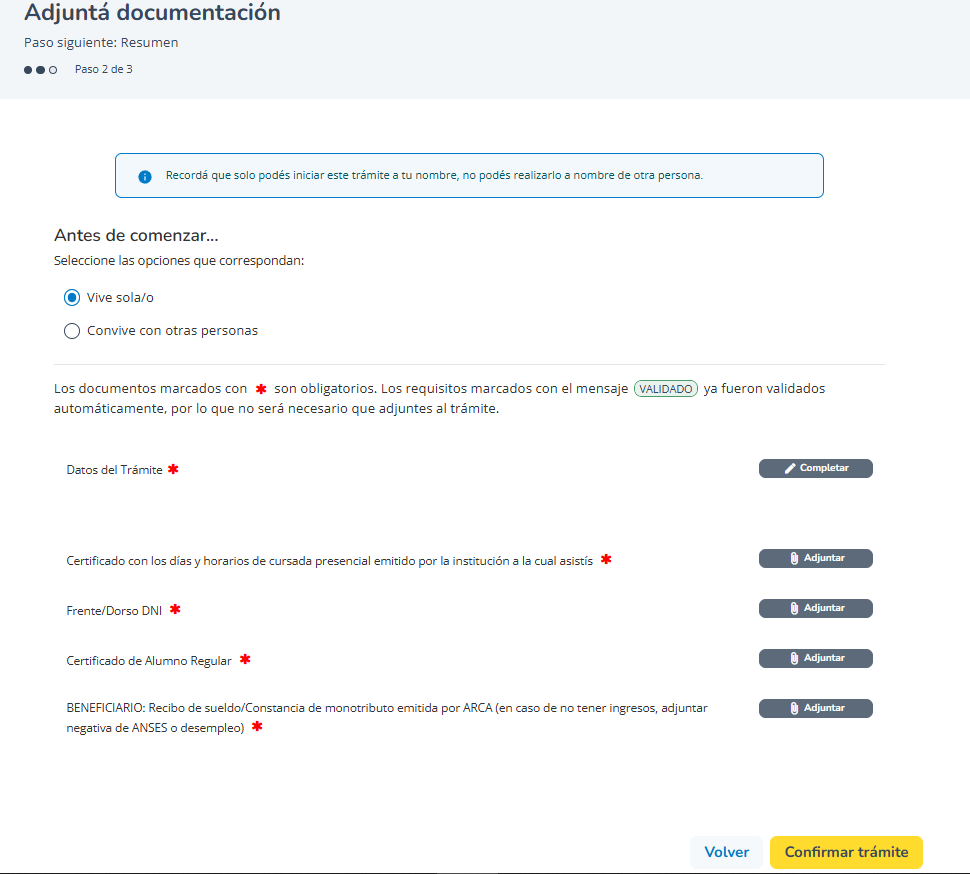 Adjuntá documentación
Paso siguiente: Resumen
Paso 2 de 3
Recordá que solo podés iniciar este trámite a tu nombre, no podés realizarlo a nombre de otra persona.
Antes de comenzar...
Seleccione las opciones que correspondan:
Vive sola/o
Convive con otras personas
Los documentos marcados con * son obligatorios. Los requisitos marcados con el mensaje VALIDADO ya fueron validados
automáticamente, por lo que no será necesario que adjuntes al trámite.
Datos del Trámite *
Completar
Certificado con los días y horarios de cursada presencial emitido por la institución a la cual asistís *
Adjuntar
Frente/Dorso DNI *
Adjuntar
Certificado de Alumno Regular *
Adjuntar
BENEFICIARIO: Recibo de sueldo/Constancia de monotributo emitida por ARCA (en caso de no tener ingresos, adjuntar
negativa de ANSES o desempleo) *
Adjuntar
Volver
Confirmar trámite